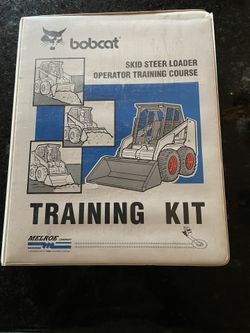 bobcat
SKID STEER LOADER
OPERATOR TRAINING COURSE
TRAINING KIT
MELROE